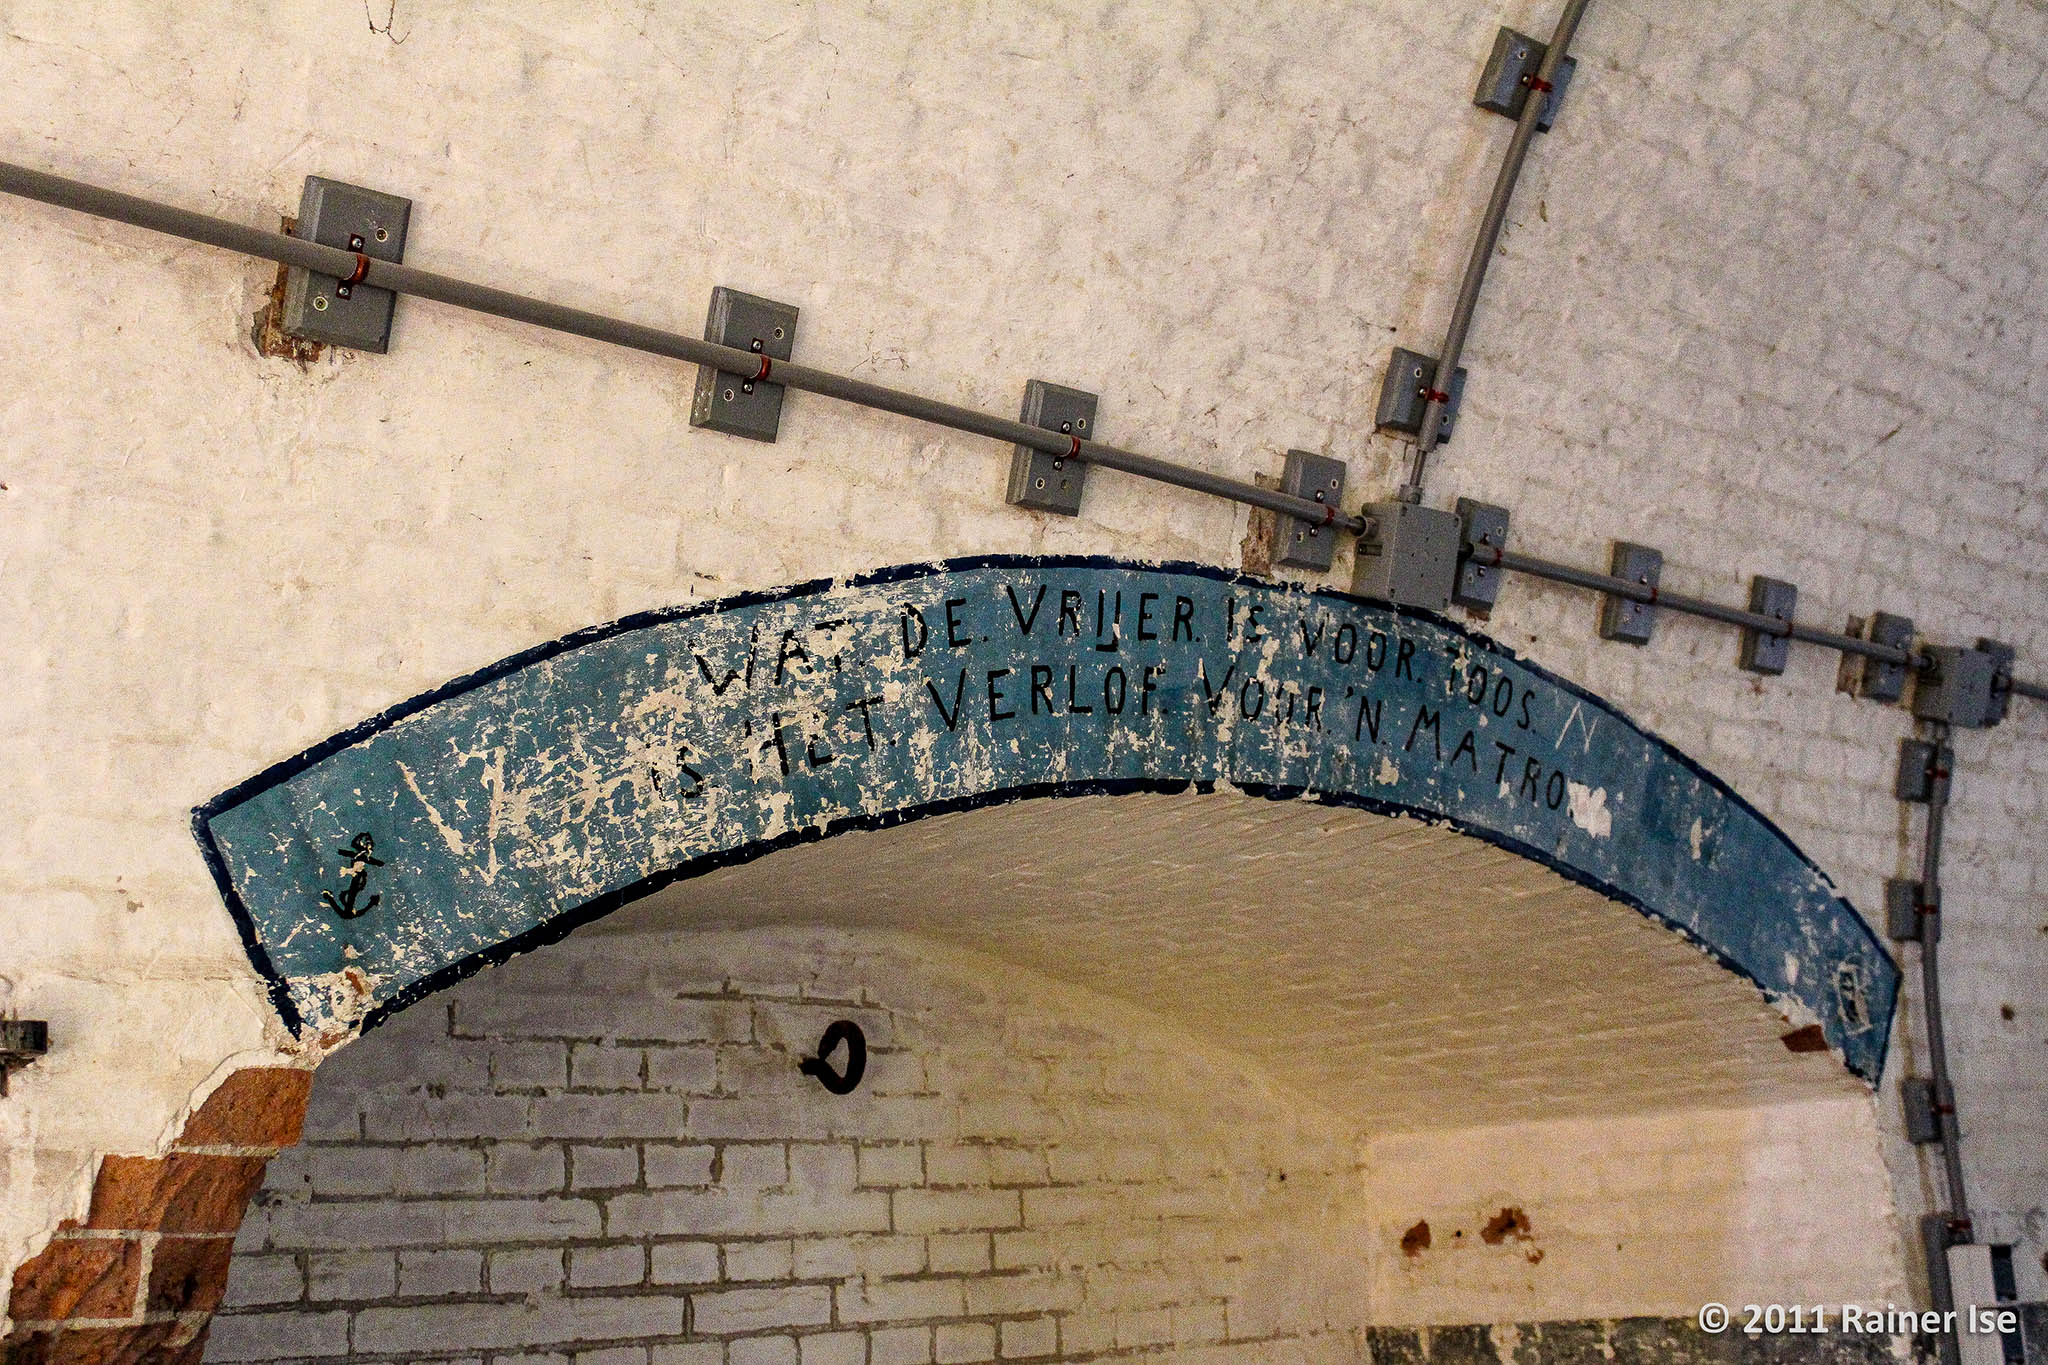 WAT. DE. VRIJER. IS VOOR. TOOS. N
IS HET. VERLOF. VOOR.'N. MATRO
© 2011 Rainer Ise